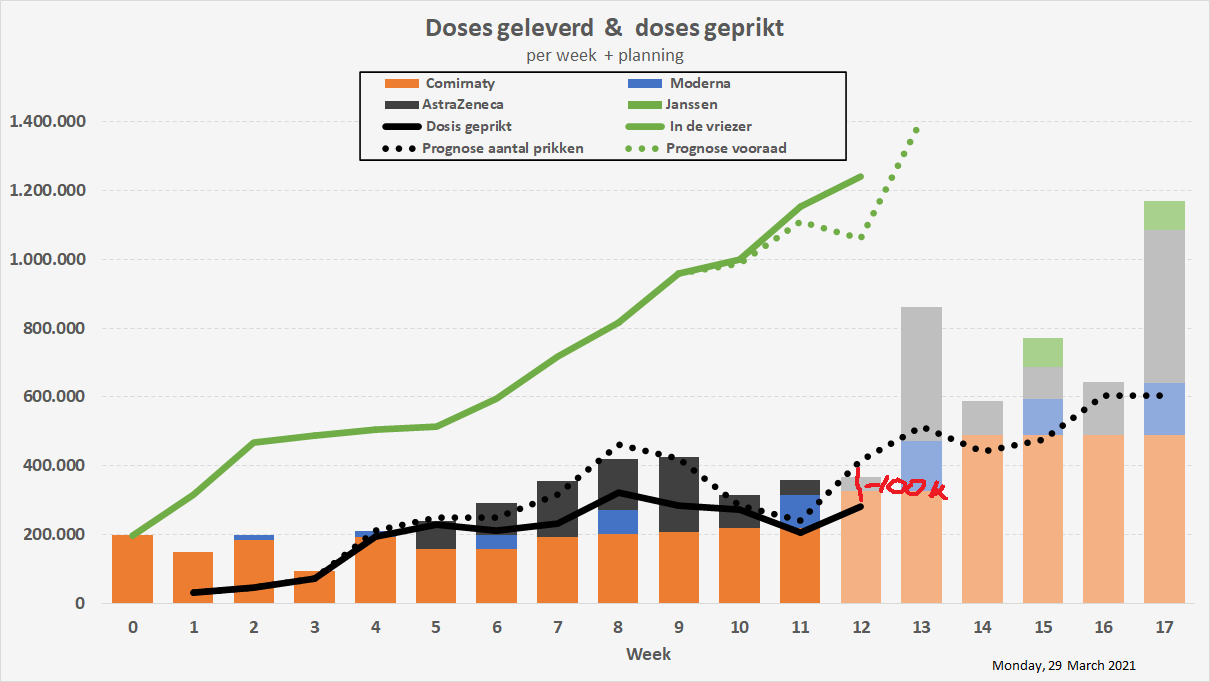 Doses geleverd & doses geprikt
per week + planning
Comirnaty Moderna
AstraZeneca Janssen
Dosis geprikt In de vriezer
Prognose aantal prikken Prognose vooraad
1.400.000
1.200.000
1.000.000
800.000
600.000
400.000
200.000
0
-100k
0 1 2 3 4 5 6 7 8 9 10 11 12 13 14 15 16 17
Week
Monday, 29 March 2021